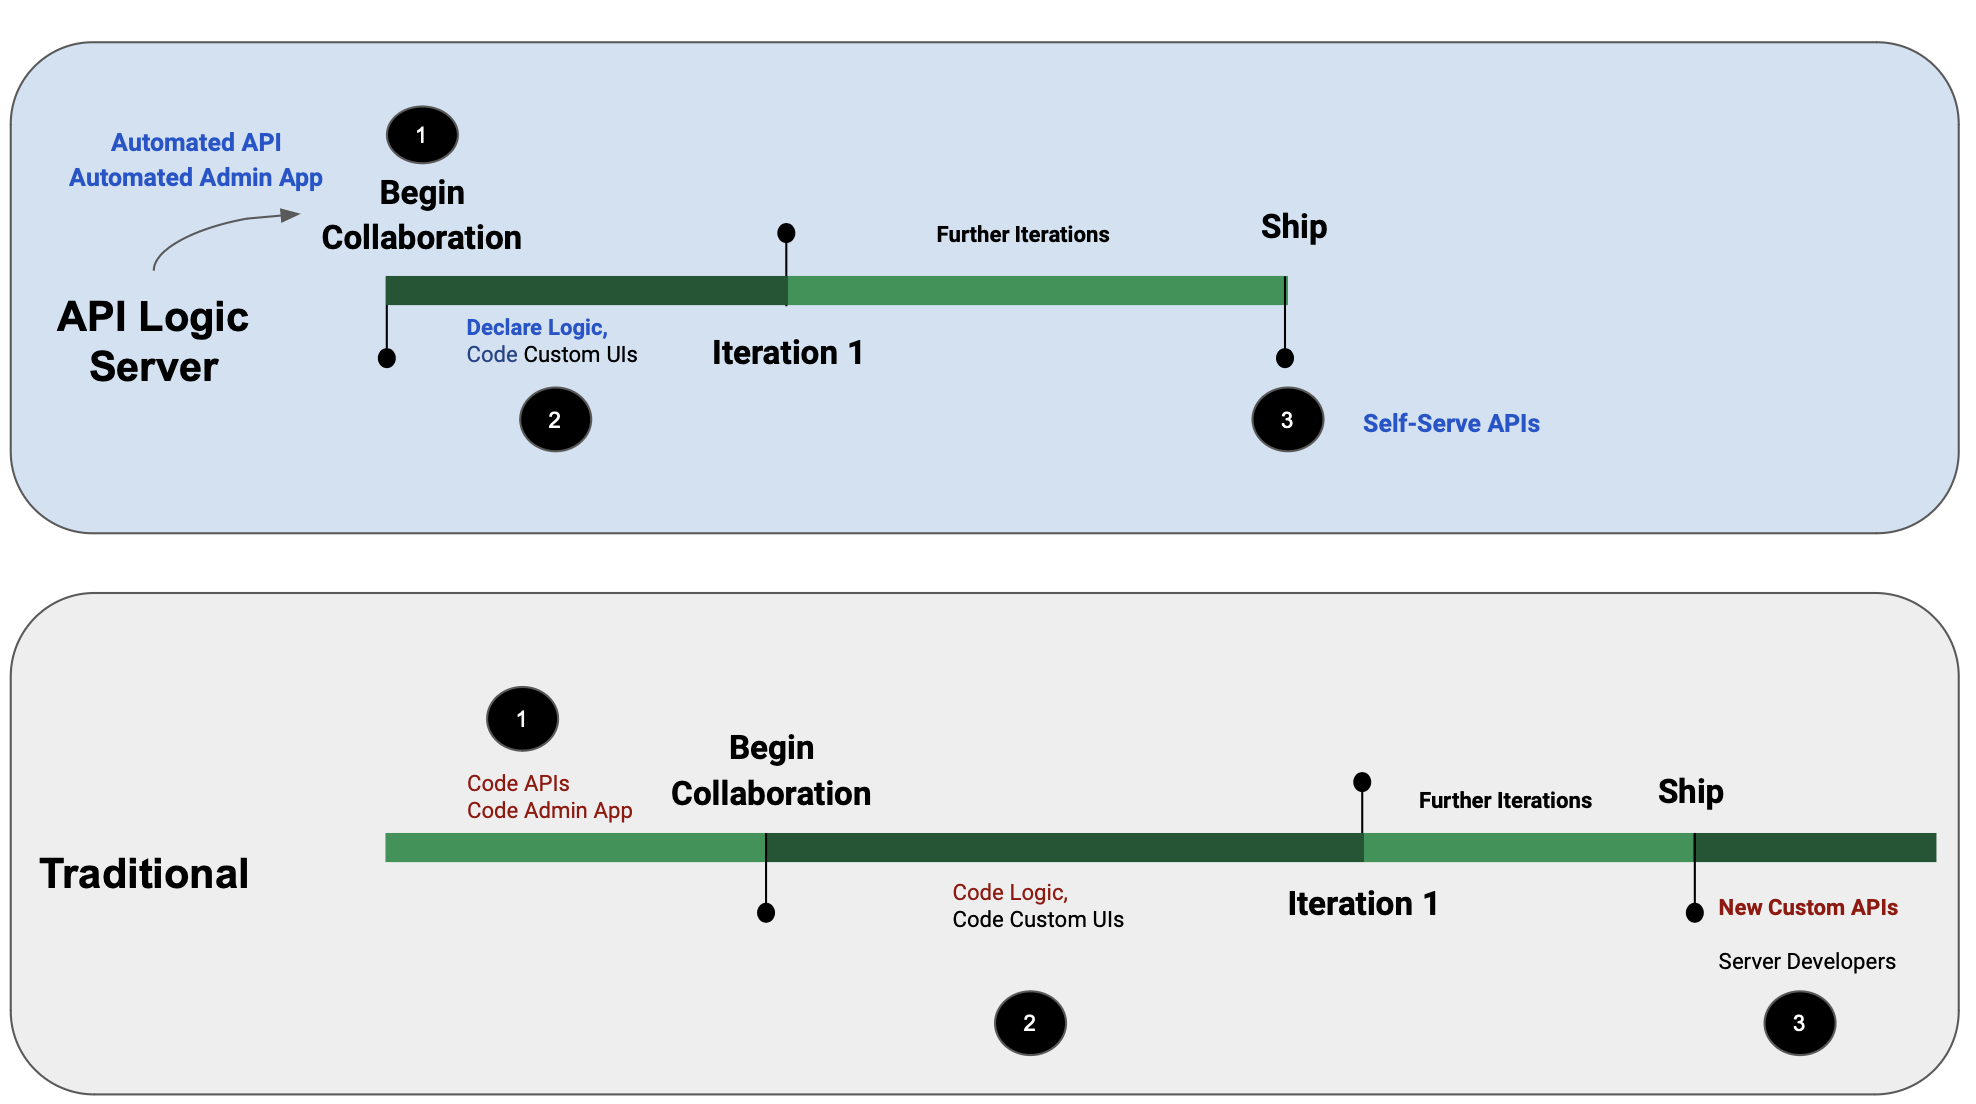 Automated API
Automated Admin App
1
Begin
Collaboration
Further Iterations
Ship
API Logic
Server
Declare Logic,
Code Custom UIs
Iteration 1
2
3
Self-Serve APIs
1
Code APIs
Code Admin App
Begin
Collaboration
Further Iterations
Ship
Traditional
Code Logic,
Code Custom UIs
Iteration 1
New Custom APIs
Server Developers
2
3